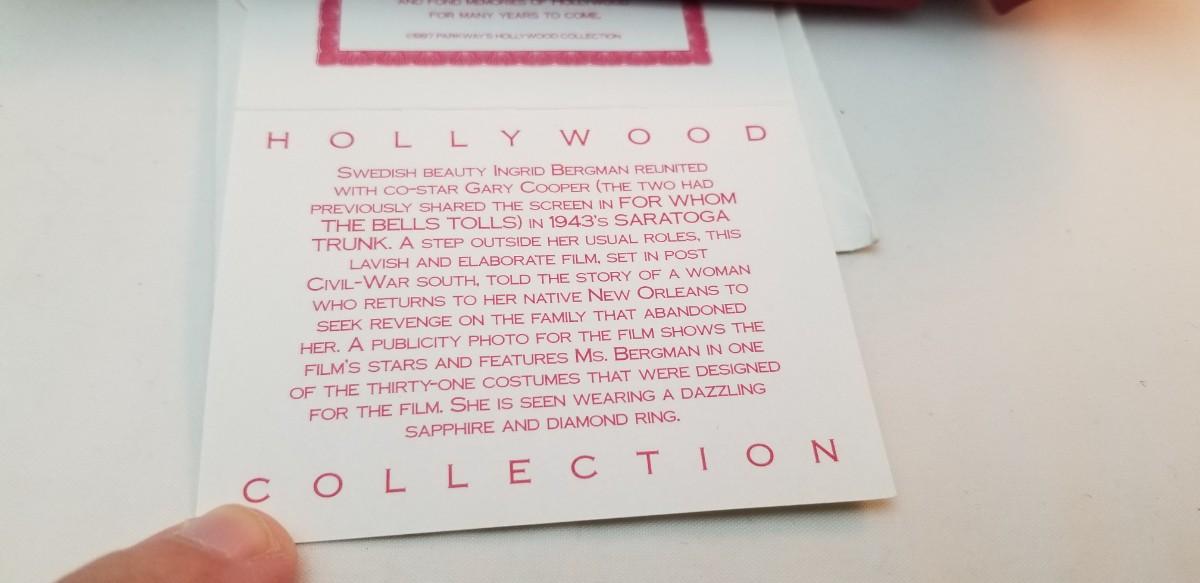 AND FOND MEMORIES OF HOLLYWOOD
FOR MANY YEARS TO COME.
©1997 PARKWAY'S HOLLYWOOD COLLECTION
HOLLYWOOD
SWEDISH BEAUTY INGRID BERGMAN REUNITED
WITH CO-STAR GARY COOPER (THE TWO HAD
PREVIOUSLY SHARED THE SCREEN IN FOR WHOM
THE BELLS TOLLS) IN 1943'S SARATOGA
TRUNK. A STEP OUTSIDE HER USUAL ROLES, THIS
LAVISH AND ELABORATE FILM, SET IN POST
CIVIL-WAR SOUTH, TOLD THE STORY OF A WOMAN
WHO RETURNS TO HER NATIVE NEW ORLEANS TO
SEEK REVENGE ON THE FAMILY THAT ABANDONED
HER. A PUBLICITY PHOTO FOR THE FILM SHOWS THE
FILM'S STARS AND FEATURES MS. BERGMAN IN ONE
OF THE THIRTY-ONE COSTUMES THAT WERE DESIGNED
FOR THE FILM. SHE IS SEEN WEARING A DAZZLING
SAPPHIRE AND DIAMOND RING.
COLLECTION